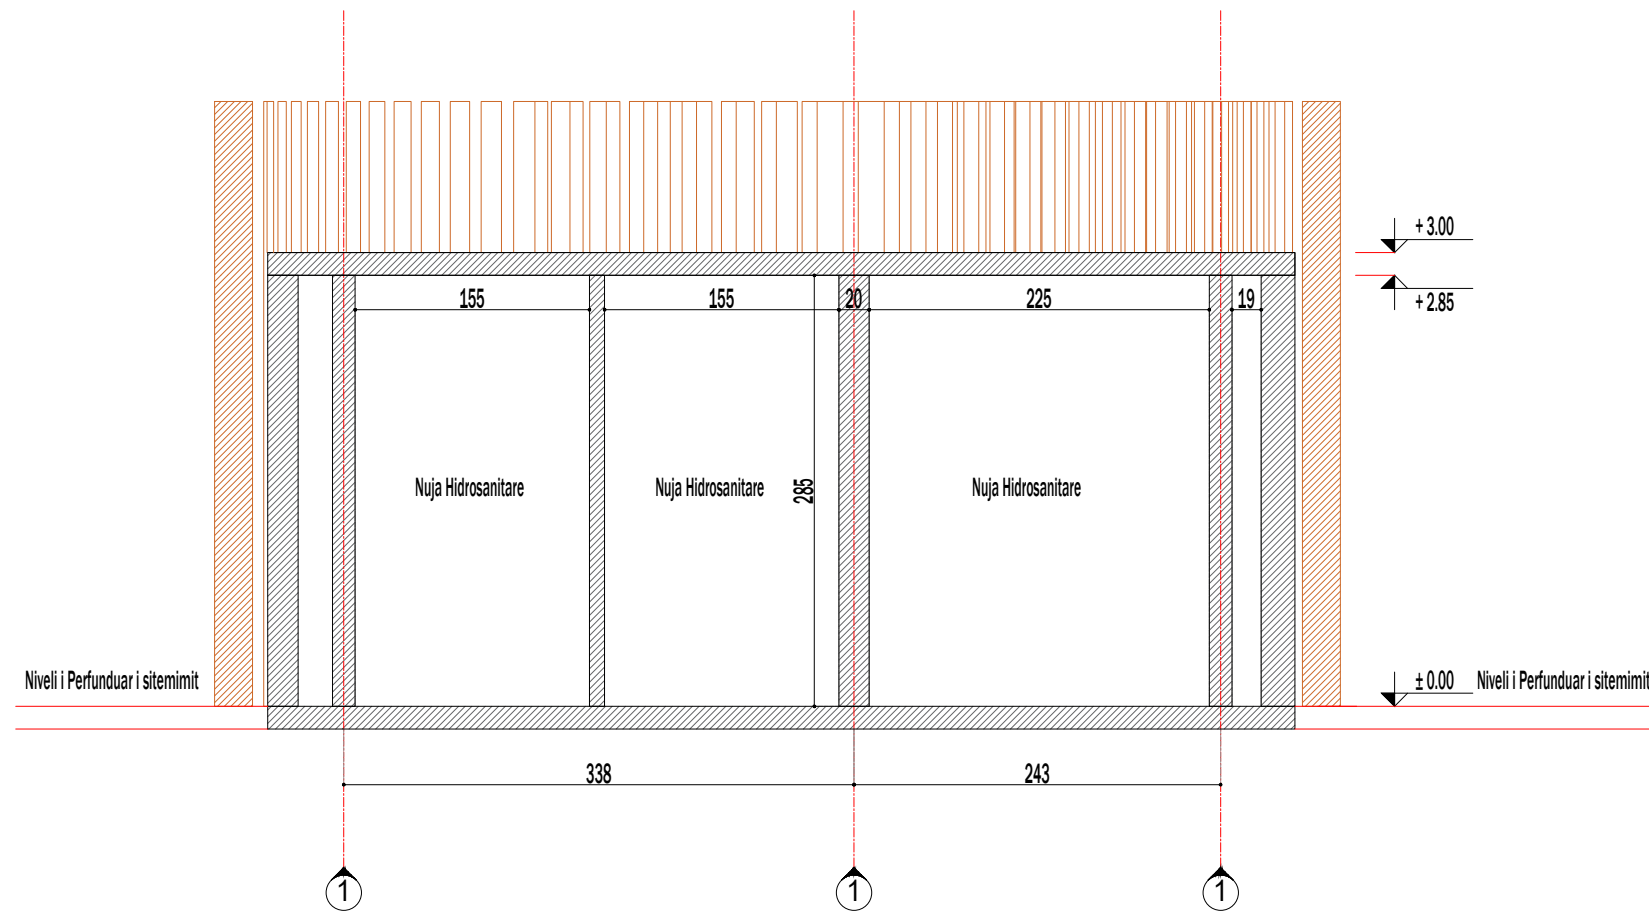 + 3.00
155
155
20
225
19
+ 2.85
Nuja Hidrosanitare
Nuja Hidrosanitare
285
Nuja Hidrosanitare
Niveli i Perfunduar i sitemimit
± 0.00
Niveli i Perfunduar i sitemimit
338
243
1
1
1